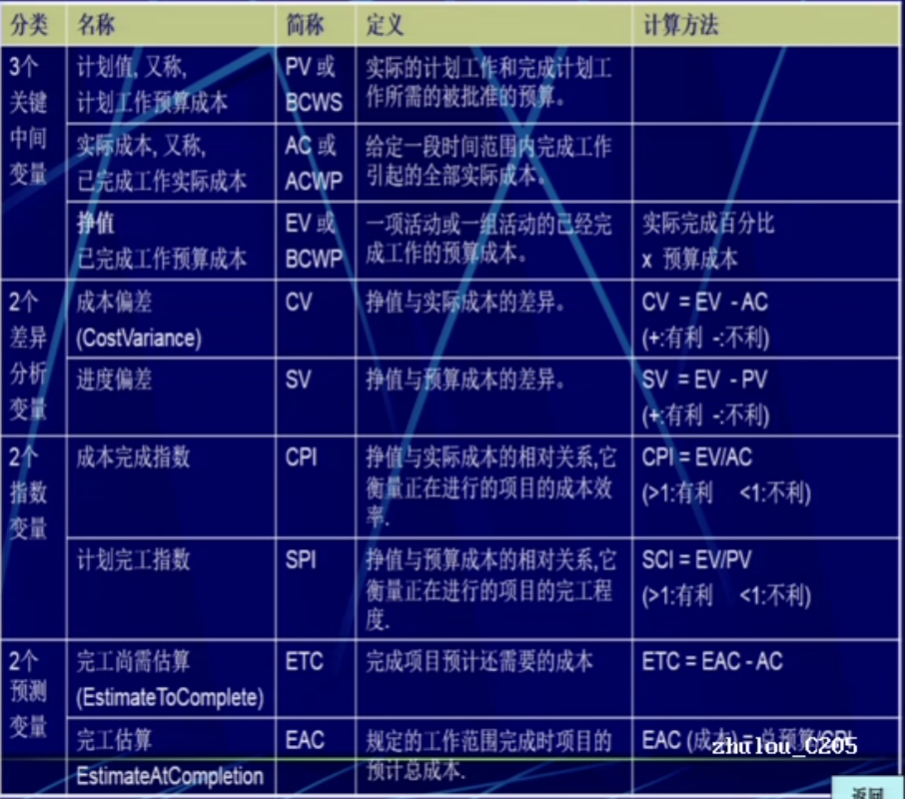 分类 名称 简称 定义 计算方法
3个
关键
中间
变量
计划值, 又称,
计划工作预算成本
PV 或
BCWS
实际的计划工作和完成计划工
作所需的被批准的预算。
实际成本, 又称,
已完成工作实际成本
AC 或
ACWP
给定一段时间范围内完成工作
引起的全部实际成本。
挣值
已完成工作预算成本
EV 或
BCWP
一项活动或一组活动的已经完
成工作的预算成本。
实际完成百分比
x 预算成本
2个
差异
分析
变量
成本偏差
(CostVariance)
CV
挣值与实际成本的差异。
CV = EV - AC
(+:有利 -:不利)
进度偏差
SV
挣值与预算成本的差异。
SV = EV - PV
(+:有利 -:不利)
2个
指数
变量
成本完成指数
CPI
挣值与实际成本的相对关系,它
衡量正在进行的项目的成本效
率.
CPI = EV/AC
(>1:有利 <1:不利)
计划完工指数
SPI
挣值与预算成本的相对关系,它
衡量正在进行的项目的完工程
度.
SCI = EV/PV
(>1:有利 <1:不利)
2个
预测
变量
完工尚需估算
(EstimateToComplete)
ETC
完成项目预计还需要的成本
ETC = EAC - AC
完工估算
EstimateAtCompletion
EAC
规定的工作范围完成时项目的
预计总成本.
EAC (成本) = 总预算/CPI
zhulou_C205
返回